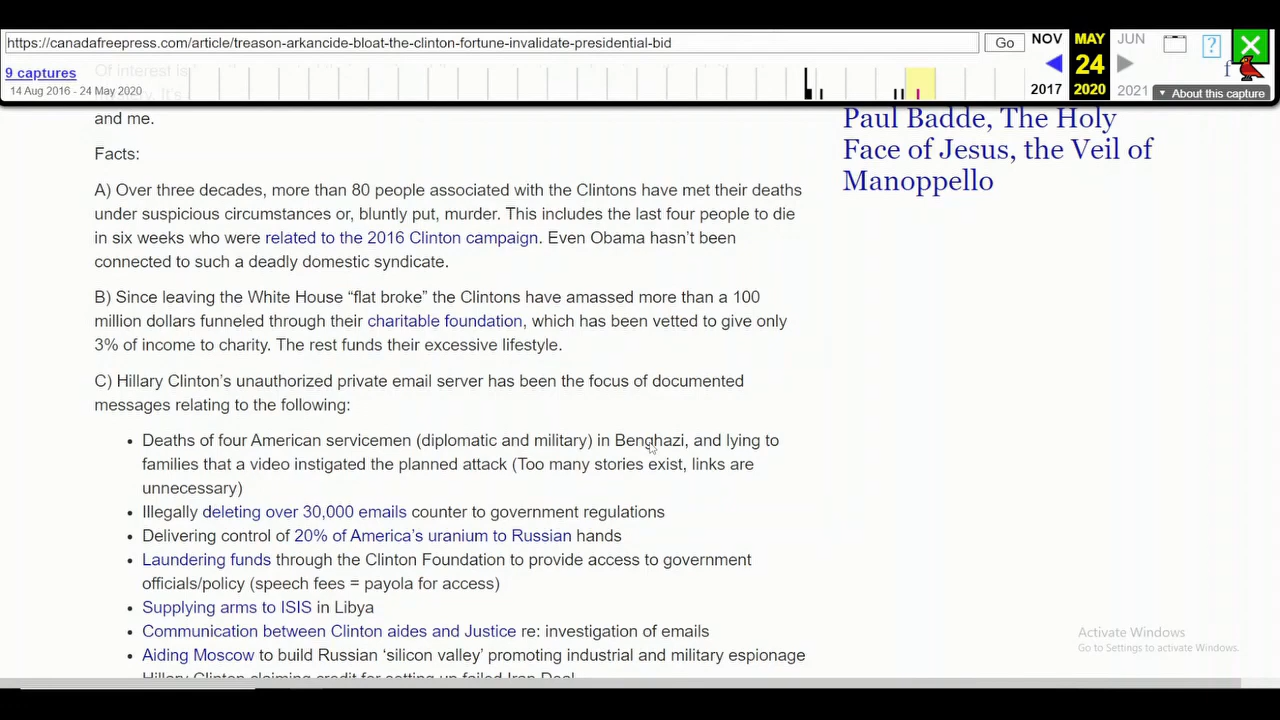 https://canadafreepress.com/article/treason-arkancide-bloat-the-clinton-fortune-invalidate-presidential-bid
Go
NOV
MAY
JUN
9 captures
24
14 Aug 2016 - 24 May 2020
2017
2020
2021
About this capture
and me.
Facts:
A) Over three decades, more than 80 people associated with the Clintons have met their deaths
under suspicious circumstances or, bluntly put, murder. This includes the last four people to die
in six weeks who were related to the 2016 Clinton campaign. Even Obama hasn't been
connected to such a deadly domestic syndicate.
B) Since leaving the White House “flat broke” the Clintons have amassed more than a 100
million dollars funneled through their charitable foundation, which has been vetted to give only
3% of income to charity. The rest funds their excessive lifestyle.
C) Hillary Clinton's unauthorized private email server has been the focus of documented
messages relating to the following:
• Deaths of four American servicemen (diplomatic and military) in Benghazi, and lying to
families that a video instigated the planned attack (Too many stories exist, links are
unnecessary)
• Illegally deleting over 30,000 emails counter to government regulations
• Delivering control of 20% of America's uranium to Russian hands
• Laundering funds through the Clinton Foundation to provide access to government
officials/policy (speech fees = payola for access)
• Supplying arms to ISIS in Libya
• Communication between Clinton aides and Justice re: investigation of emails
• Aiding Moscow to build Russian ‘silicon valley’ promoting industrial and military espionage
Hillary Clinton claiming credit for setting up failed Iran Deal
Paul Badde, The Holy
Face of Jesus, the Veil of
Manoppello
Activate Windows
Go to Settings to activate Windows.